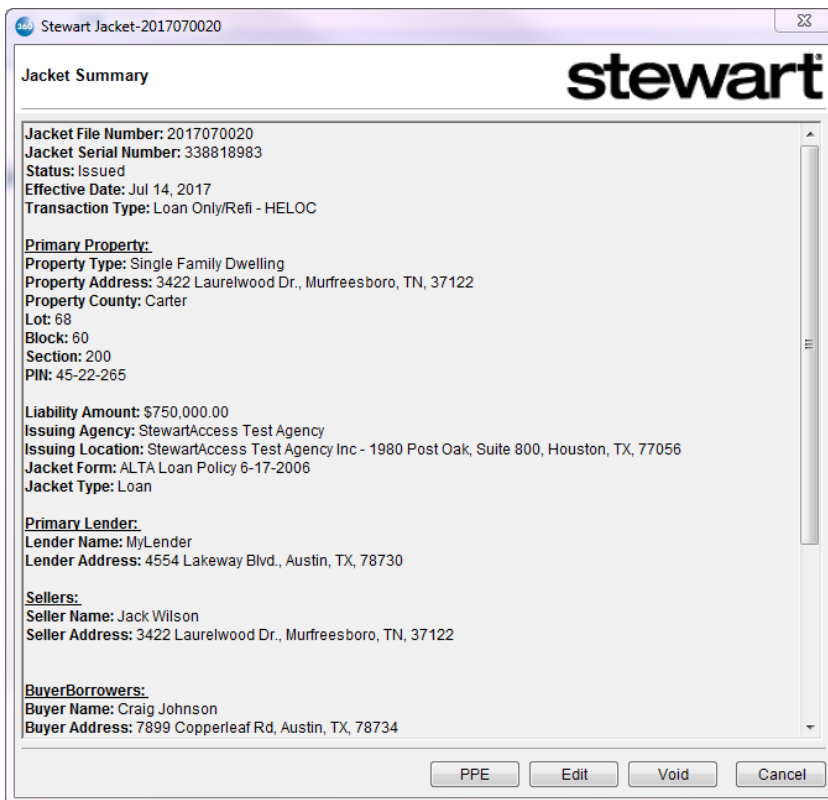 360 Stewart Jacket-2017070020
Jacket Summary
stewart
Jacket File Number: 2017070020
Jacket Serial Number: 338818983
Status: Issued
Effective Date: Jul 14, 2017
Transaction Type: Loan Only/Refi - HELOC
Primary Property:
Property Type: Single Family Dwelling
Property Address: 3422 Laurelwood Dr., Murfreesboro, TN, 37122
Property County: Carter
Lot: 68
Block: 60
Section: 200
PIN: 45-22-265
Liability Amount: $750,000.00
Issuing Agency: StewartAccess Test Agency
Issuing Location: StewartAccess Test Agency Inc - 1980 Post Oak, Suite 800, Houston, TX, 77056
Jacket Form: ALTA Loan Policy 6-17-2006
Jacket Type: Loan
Primary Lender:
Lender Name: MyLender
Lender Address: 4554 Lakeway Blvd., Austin, TX, 78730
Sellers:
Seller Name: Jack Wilson
Seller Address: 3422 Laurelwood Dr., Murfreesboro, TN, 37122
BuyerBorrowers:
Buyer Name: Craig Johnson
Buyer Address: 7899 Copperleaf Rd, Austin, TX, 78734
PPE Edit Void Cancel